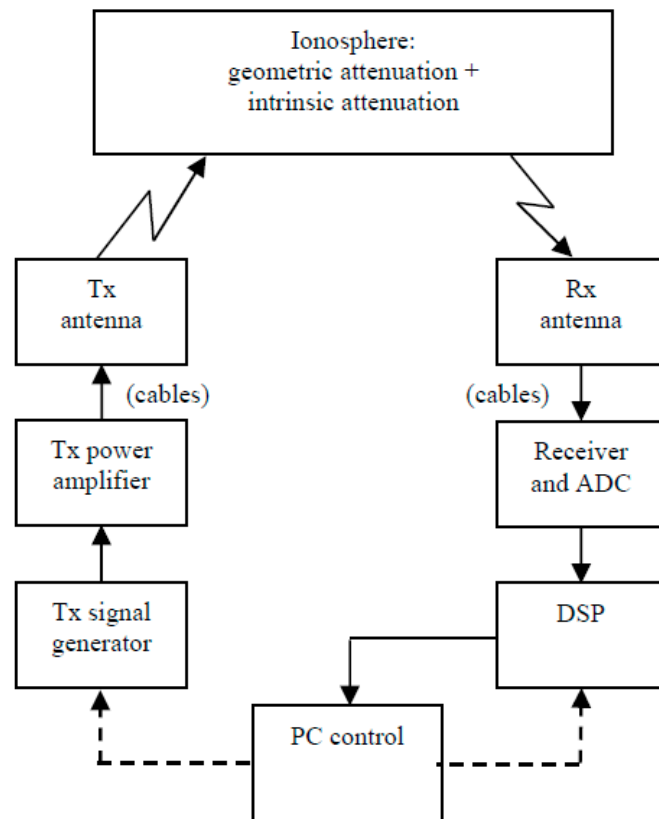 Ionosphere:
geometric attenuation +
intrinsic attenuation
Tx
antenna
Rx
antenna
(cables)
(cables)
Tx power
amplifier
Receiver
and ADC
Tx signal
generator
DSP
PC control